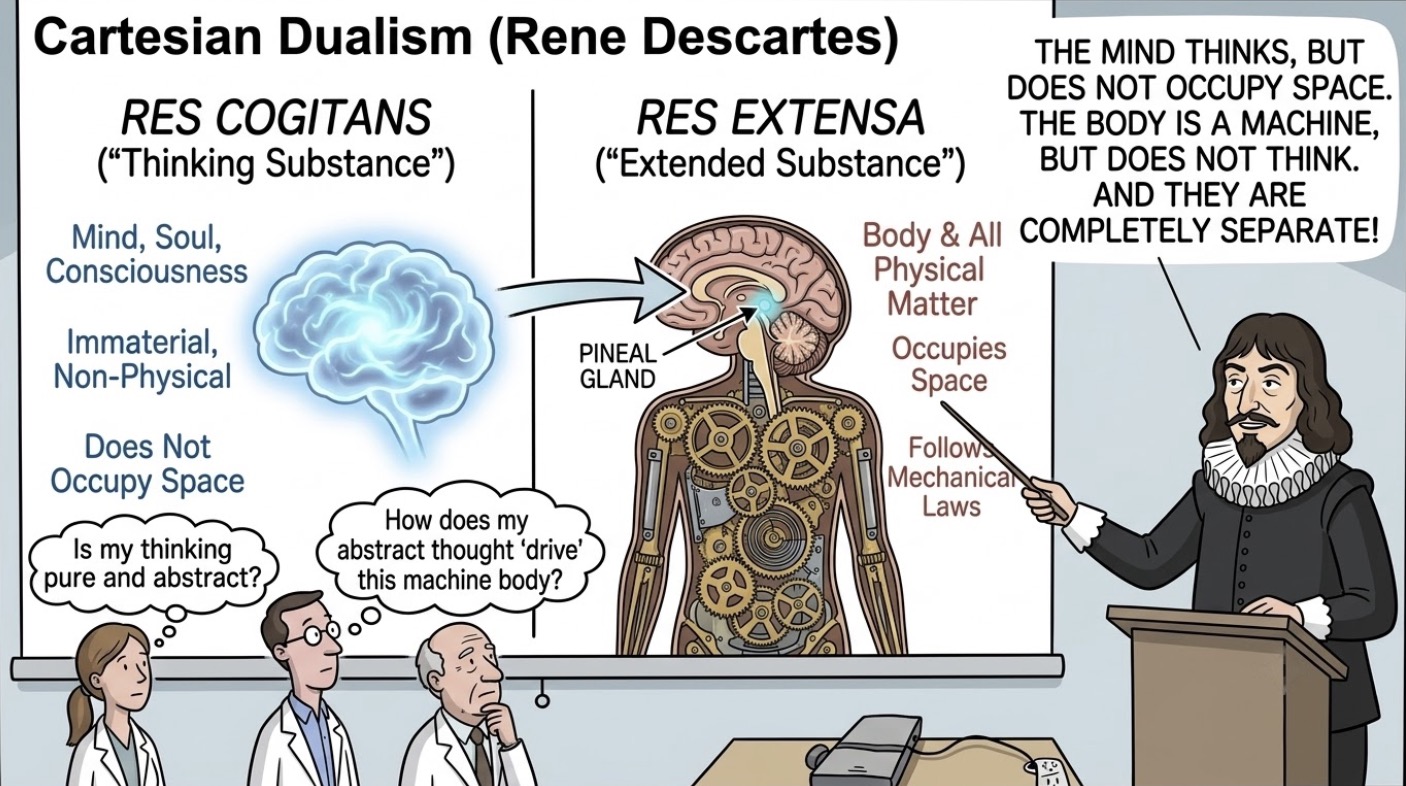 Cartesian Dualism (Rene Descartes)
RES COGITANS
(“Thinking Substance”)
Mind, Soul,
Consciousness
Immaterial,
Non-Physical
Does Not
Occupy Space
RES EXTENSA
(“Extended Substance”)
PINEAL
GLAND
Body & All
Physical
Matter
Occupies
Space
Follows
Mechanical
Laws
THE MIND THINKS, BUT
DOES NOT OCCUPY SPACE.
THE BODY IS A MACHINE,
BUT DOES NOT THINK.
AND THEY ARE
COMPLETELY SEPARATE!
Is my thinking
pure and abstract?
How does my
abstract thought ‘drive’
this machine body?